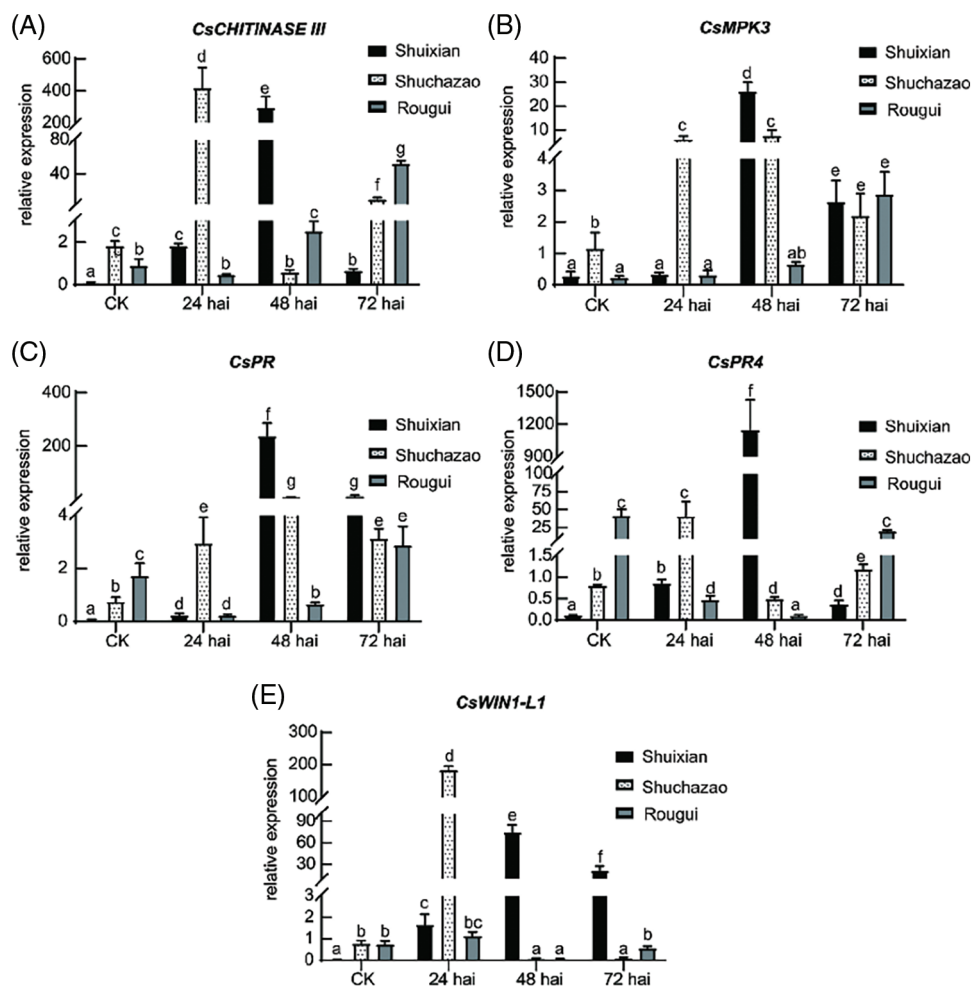 (A)
CsCHITINASE III
relative expression
600
400
200
80
40
2
0
a
c
b
c
d
b
e
a
c
c
f
g
CK
24 hai
48 hai
72 hai
Shuixian
Shuchazao
Rougui
(B)
CsMPK3
relative expression
40
30
20
10
4
3
2
1
0
a
b
a
a
c
a
d
c
ab
e
e
e
CK
24 hai
48 hai
72 hai
Shuixian
Shuchazao
Rougui
(C)
CsPR
relative expression
400
200
4
2
0
a
b
c
d
e
d
f
g
b
g
e
e
CK
24 hai
48 hai
72 hai
Shuixian
Shuchazao
Rougui
(D)
CsPR4
relative expression
1500
1200
900
100
75
50
25
1.5
1.0
0.5
0.0
a
b
c
b
c
d
f
d
a
d
e
c
CK
24 hai
48 hai
72 hai
Shuixian
Shuchazao
Rougui
(E)
CsWIN1-L1
relative expression
300
200
100
90
60
30
3
2
1
0
a
b
b
c
d
bc
e
a
a
f
a
b
CK
24 hai
48 hai
72 hai
Shuixian
Shuchazao
Rougui